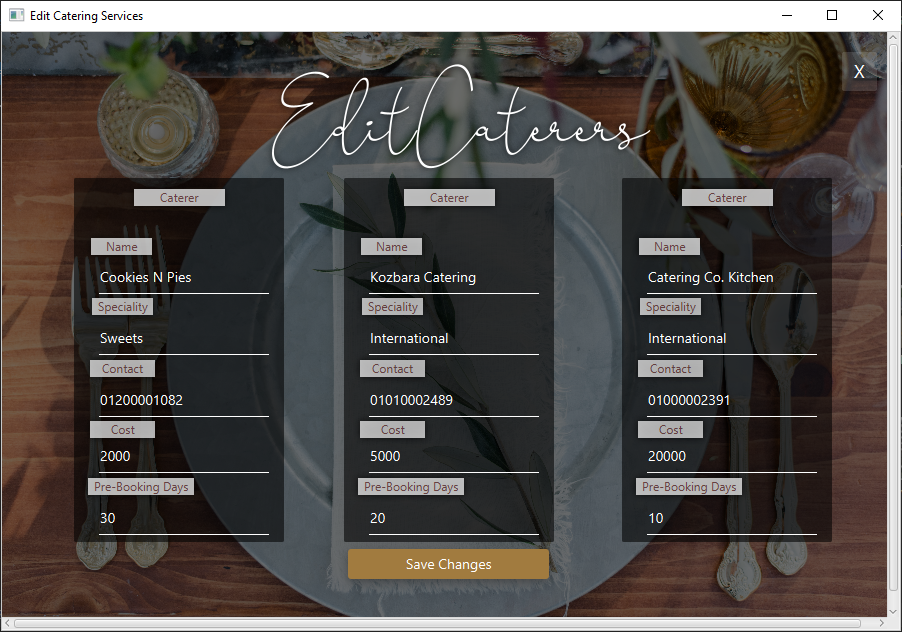 Edit Catering Services
X
Edit Caterers
Caterer
Name
Cookies N Pies
Speciality
Sweets
Contact
01200001082
Cost
2000
Pre-Booking Days
30
Caterer
Name
Kozbara Catering
Speciality
International
Contact
01010002489
Cost
5000
Pre-Booking Days
20
Caterer
Name
Catering Co. Kitchen
Speciality
International
Contact
01000002391
Cost
20000
Pre-Booking Days
10
Save Changes